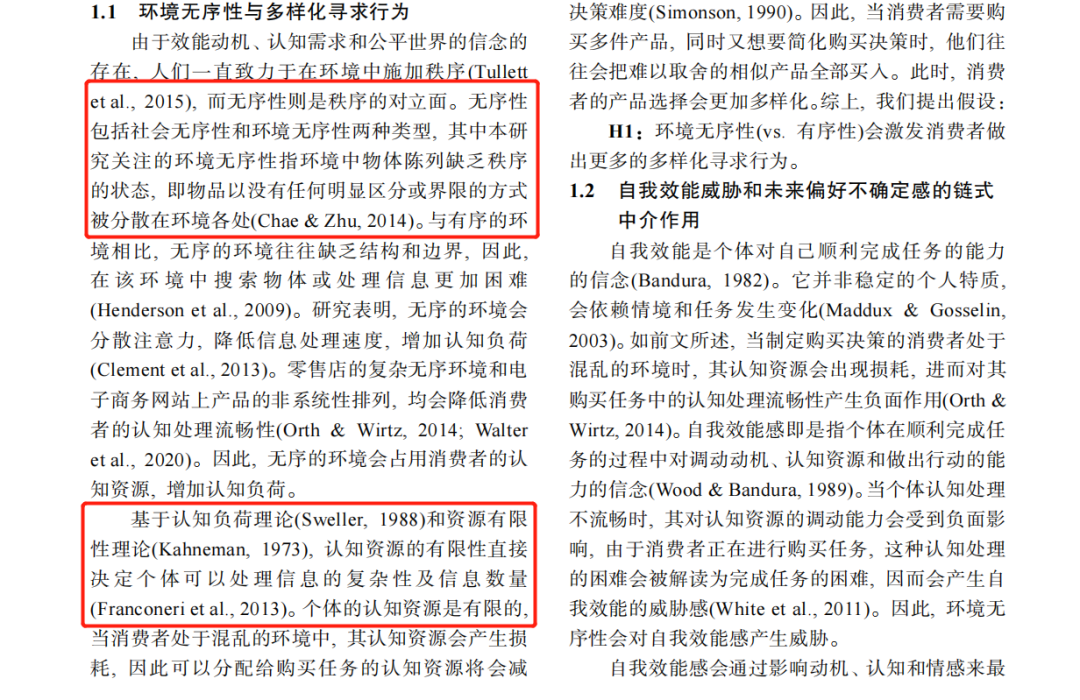 1.1 环境无序性与多样化寻求行为
由于效能动机、认知需求和公平世界的信念的
存在, 人们一直致力于在环境中施加秩序(Tullett
et al., 2015), 而无序性则是秩序的对立面。无序性
包括社会无序性和环境无序性两种类型, 其中本研
究关注的环境无序性指环境中物体陈列缺乏秩序
的状态, 即物品以没有任何明显区分或界限的方式
被分散在环境各处(Chae & Zhu, 2014)。与有序的环
境相比, 无序的环境往往缺乏结构和边界, 因此,
在该环境中搜索物体或处理信息更加困难
(Henderson et al., 2009)。研究表明, 无序的环境会
分散注意力, 降低信息处理速度, 增加认知负荷
(Clement et al., 2013)。零售店的复杂无序环境和电
子商务网站上产品的非系统性排列, 均会降低消费
者的认知处理流畅性(Orth & Wirtz, 2014; Walter
et al., 2020)。因此, 无序的环境会占用消费者的认
知资源, 增加认知负荷。
基于认知负荷理论(Sweller, 1988)和资源有限
性理论(Kahneman, 1973), 认知资源的有限性直接
决定个体可以处理信息的复杂性及信息数量
(Franconeri et al., 2013)。个体的认知资源是有限的,
当消费者处于混乱的环境中, 其认知资源会产生损
耗, 因此可以分配给购买任务的认知资源将会减
决策难度(Simonson, 1990)。因此, 当消费者需要购
买多件产品, 同时又想要简化购买决策时, 他们往
往会把难以取舍的相似产品全部买入。此时, 消费
者的产品选择会更加多样化。综上, 我们提出假设:
H1: 环境无序性(vs. 有序性)会激发消费者做
出更多的多样化寻求行为。
1.2 自我效能威胁和未来偏好不确定感的链式
中介作用
自我效能是个体对自己顺利完成任务的能力
的信念(Bandura, 1982)。它并非稳定的个人特质,
会依赖情境和任务发生变化(Maddux & Gosselin,
2003)。如前文所述, 当制定购买决策的消费者处于
混乱的环境时, 其认知资源会出现损耗, 进而对其
购买任务中的认知处理流畅性产生负面作用(Orth &
Wirtz, 2014)。自我效能感即是指个体在顺利完成任
务的过程中对调动动机、认知资源和做出行动的能
力的信念(Wood & Bandura, 1989)。当个体认知处理
不流畅时, 其对认知资源的调动能力会受到负面影
响, 由于消费者正在进行购买任务, 这种认知处理
的困难会被解读为完成任务的困难, 因而会产生自
我效能的威胁感(White et al., 2011)。因此, 环境无
序性会对自我效能感产生威胁。
自我效能感会通过影响动机、认知和情感来最